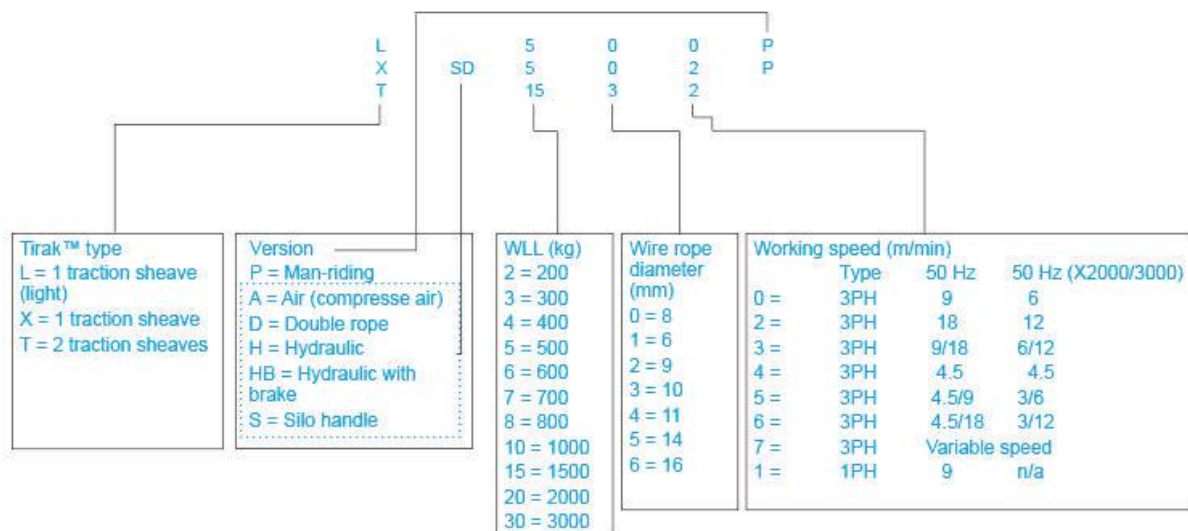 L 5 0 0 P
X SD 5 0 2 P
T 15 3 2
Tirak™ type
L = 1 traction sheave
(light)
X = 1 traction sheave
T = 2 traction sheaves
Version
P = Man-riding
A = Air (compresse air)
D = Double rope
H = Hydraulic
HB = Hydraulic with
brake
S = Silo handle
WLL (kg)
2 = 200
3 = 300
4 = 400
5 = 500
6 = 600
7 = 700
8 = 800
10 = 1000
15 = 1500
20 = 2000
30 = 3000
Wire rope
diameter
(mm)
0 = 8
1 = 6
2 = 9
3 = 10
4 = 11
5 = 14
6 = 16
Working speed (m/min)
Type 50 Hz 50 Hz (X2000/3000)
0 = 3PH 9 6
2 = 3PH 18 12
3 = 3PH 9/18 6/12
4 = 3PH 4.5 4.5
5 = 3PH 4.5/9 3/6
6 = 3PH 4.5/18 3/12
7 = 3PH Variable speed
1 = 1PH 9 n/a